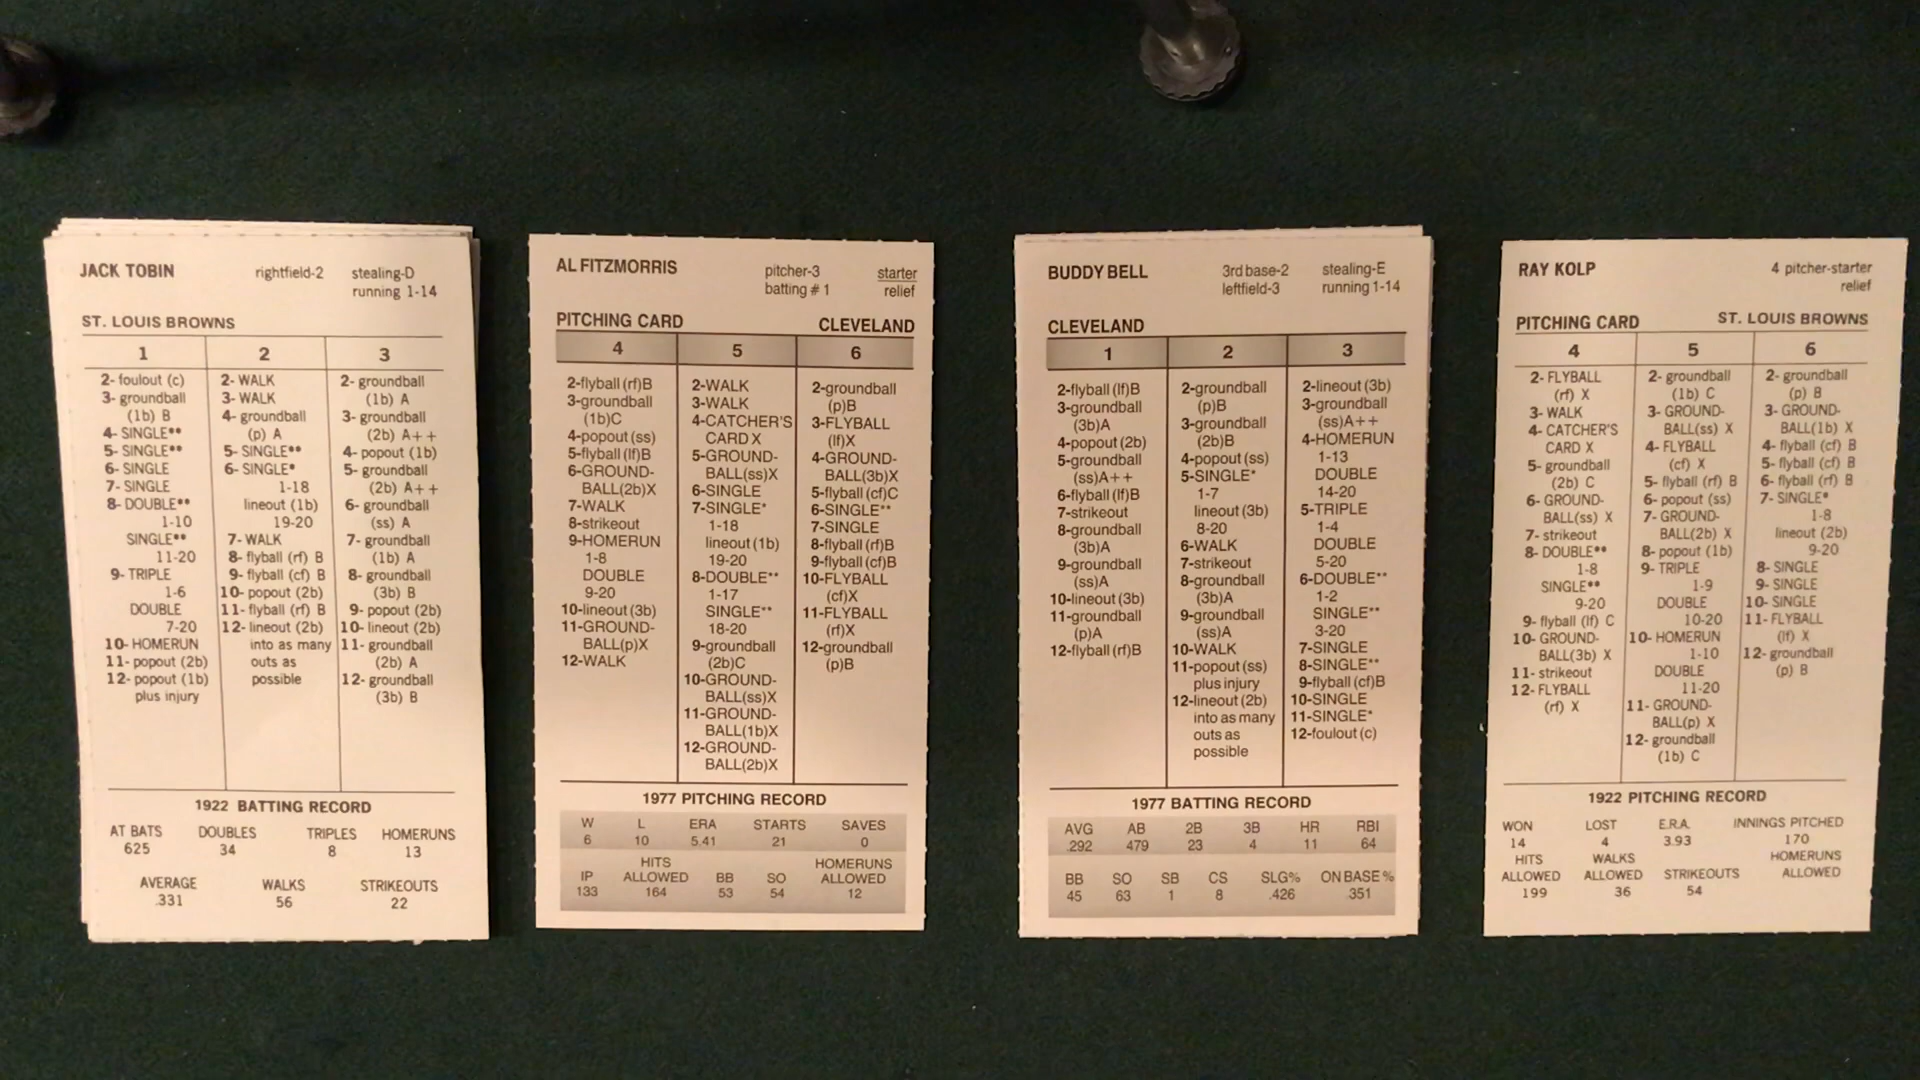 JACK TOBIN rightfield-2 stealing-D
running 1-14
ST. LOUIS BROWNS
1
2- foulout (c)
3- groundball
(1b) B
4- SINGLE**
5- SINGLE**
6- SINGLE
7- SINGLE
8- DOUBLE**
1-10
SINGLE**
11-20
9- TRIPLE
1-6
DOUBLE
7-20
10- HOMERUN
11- popout (2b)
12- popout (1b)
plus injury
2
2- WALK
3- WALK
4- groundball
(p) A
5- SINGLE**
6- SINGLE*
1-18
lineout (1b)
19-20
7- WALK
8- flyball (rf) B
9- flyball (cf) B
10- popout (2b)
11- flyball (rf) B
12- lineout (2b)
into as many
outs as
possible
3
2- groundball
(1b) A
3- groundball
(2b) A++
4- popout (1b)
5- groundball
(2b) A++
6- groundball
(ss) A
7- groundball
(1b) A
8- groundball
(3b) B
9- popout (2b)
10- lineout (2b)
11- groundball
(2b) A
12- groundball
(3b) B
1922 BATTING RECORD
AT BATS DOUBLES TRIPLES HOMERUNS
625 34 8 13
AVERAGE WALKS STRIKEOUTS
.331 56 22
AL FITZMORRIS pitcher-3 starter
batting # 1 relief
PITCHING CARD CLEVELAND
4
2-flyball (rf)B
3-groundball
(1b)C
4-popout (ss)
5-flyball (lf)B
6-GROUND-
BALL(2b)X
7-WALK
8-strikeout
9-HOMERUN
1-8
DOUBLE
9-20
10-lineout (3b)
11-GROUND-
BALL(p)X
12-WALK
5
2-WALK
3-WALK
4-CATCHER'S
CARD X
5-GROUND-
BALL(ss)X
6-SINGLE
7-SINGLE*
1-18
lineout (1b)
19-20
8-DOUBLE**
1-17
SINGLE**
18-20
9-groundball
(2b)C
10-GROUND-
BALL(ss)X
11-GROUND-
BALL(1b)X
12-GROUND-
BALL(2b)X
6
2-groundball
(p)B
3-FLYBALL
(lf)X
4-GROUND-
BALL(3b)X
5-flyball (cf)C
6-SINGLE**
7-SINGLE
8-flyball (rf)B
9-flyball (cf)B
10-FLYBALL
(cf)X
11-FLYBALL
(rf)X
12-groundball
(p)B
1977 PITCHING RECORD
W L ERA STARTS SAVES
6 10 5.41 21 0
IP HITS ALLOWED BB SO HOMERUNS ALLOWED
133 164 53 54 12
BUDDY BELL 3rd base-2 stealing-E
leftfield-3 running 1-14
CLEVELAND
1
2-flyball (lf)B
3-groundball
(3b)A
4-popout (2b)
5-groundball
(ss)A++
6-flyball (lf)B
7-strikeout
8-groundball
(3b)A
9-groundball
(ss)A
10-lineout (3b)
11-groundball
(p)A
12-flyball (rf)B
2
2-groundball
(p)B
3-groundball
(2b)B
4-popout (ss)
5-SINGLE*
1-7
lineout (3b)
8-20
6-WALK
7-strikeout
8-groundball
(3b)A
9-groundball
(ss)A
10-WALK
11-popout (ss)
plus injury
12-lineout (2b)
into as many
outs as
possible
3
2-lineout (3b)
3-groundball
(ss)A++
4-HOMERUN
1-13
DOUBLE
14-20
5-TRIPLE
1-4
DOUBLE
5-20
6-DOUBLE**
1-2
SINGLE**
3-20
7-SINGLE
8-SINGLE**
9-flyball (cf)B
10-SINGLE
11-SINGLE*
12-foulout (c)
1977 BATTING RECORD
AVG AB 2B 3B HR RBI
.292 479 23 4 11 64
BB SO SB CS SLG% ON BASE %
45 63 1 8 .426 .351
RAY KOLP 4 pitcher-starter
relief
PITCHING CARD ST. LOUIS BROWNS
4
2- FLYBALL
(rf) X
3- WALK
4- CATCHER'S
CARD X
5- groundball
(2b) C
6- GROUND-
BALL(ss) X
7- strikeout
8- DOUBLE**
1-8
SINGLE**
9-20
9- flyball (lf) C
10- GROUND-
BALL(3b) X
11- strikeout
12- FLYBALL
(rf) X
5
2- groundball
(1b) C
3- GROUND-
BALL(ss) X
4- FLYBALL
(cf) X
5- flyball (rf) B
6- popout (ss)
7- GROUND-
BALL(2b) X
8- popout (1b)
9- TRIPLE
1-9
DOUBLE
10-20
10- HOMERUN
1-10
DOUBLE
11-20
11- GROUND-
BALL(p) X
12- groundball
(1b) C
6
2- groundball
(p) B
3- GROUND-
BALL(1b) X
4- flyball (cf) B
5- flyball (cf) B
6- flyball (rf) B
7- SINGLE*
1-8
lineout (2b)
9-20
8- SINGLE
9- SINGLE
10- SINGLE
11- FLYBALL
(lf) X
12- groundball
(p) B
1922 PITCHING RECORD
WON LOST E.R.A. INNINGS PITCHED
14 4 3.93 170
HITS ALLOWED WALKS ALLOWED STRIKEOUTS HOMERUNS ALLOWED
199 36 54